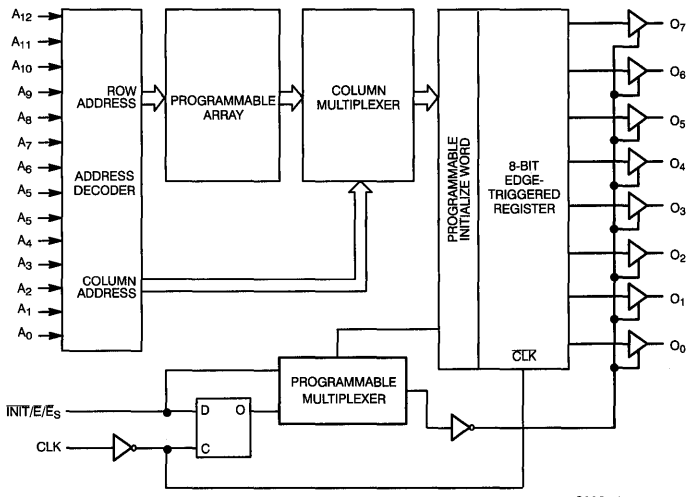 A12
A11
A10
A9
A8
A7
A6
A5
A5
A4
A3
A2
A1
A0
ROW
ADDRESS
ADDRESS
DECODER
COLUMN
ADDRESS
PROGRAMMABLE
ARRAY
COLUMN
MULTIPLEXER
PROGRAMMABLE
INITIALIZE WORD
8-BIT
EDGE-
TRIGGERED
REGISTER
CLK
O7
O6
O5
O4
O3
O2
O1
O0
INIT/E/ES
CLK
D O
C
PROGRAMMABLE
MULTIPLEXER